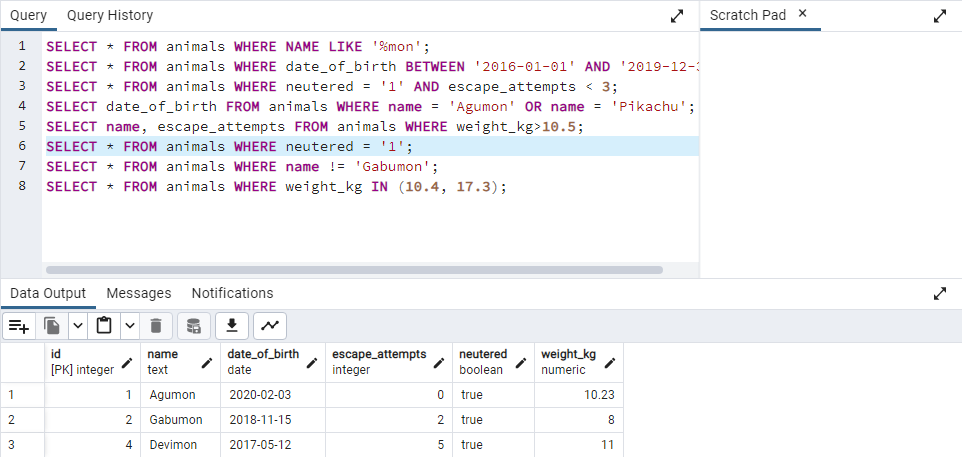 Query Query History Scratch Pad ×
1 SELECT * FROM animals WHERE NAME LIKE '%mon';
2 SELECT * FROM animals WHERE date_of_birth BETWEEN '2016-01-01' AND '2019-12-
3 SELECT * FROM animals WHERE neutered = '1' AND escape_attempts < 3;
4 SELECT date_of_birth FROM animals WHERE name = 'Agumon' OR name = 'Pikachu';
5 SELECT name, escape_attempts FROM animals WHERE weight_kg>10.5;
6 SELECT * FROM animals WHERE neutered = '1';
7 SELECT * FROM animals WHERE name != 'Gabumon';
8 SELECT * FROM animals WHERE weight_kg IN (10.4, 17.3);
Data Output Messages Notifications
id name date_of_birth escape_attempts neutered weight_kg
[PK] integer text date integer boolean numeric
1 1 Agumon 2020-02-03 0 true 10.23
2 2 Gabumon 2018-11-15 2 true 8
3 4 Devimon 2017-05-12 5 true 11